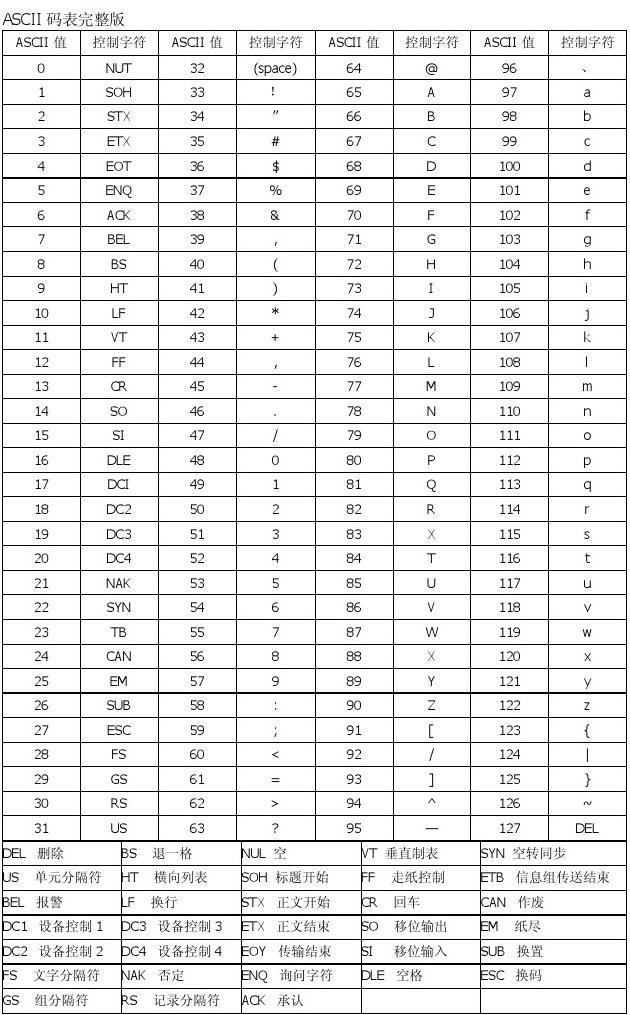 ASCII 码表完整版
ASCII 值 控制字符 ASCII 值 控制字符 ASCII 值 控制字符 ASCII 值 控制字符
0 NUT 32 (space) 64 @ 96 、
1 SOH 33 ! 65 A 97 a
2 STX 34 ” 66 B 98 b
3 ETX 35 # 67 C 99 c
4 EOT 36 $ 68 D 100 d
5 ENQ 37 % 69 E 101 e
6 ACK 38 & 70 F 102 f
7 BEL 39 , 71 G 103 g
8 BS 40 ( 72 H 104 h
9 HT 41 ) 73 I 105 i
10 LF 42 * 74 J 106 j
11 VT 43 + 75 K 107 k
12 FF 44 , 76 L 108 l
13 CR 45 - 77 M 109 m
14 SO 46 . 78 N 110 n
15 SI 47 / 79 O 111 o
16 DLE 48 0 80 P 112 p
17 DCI 49 1 81 Q 113 q
18 DC2 50 2 82 R 114 r
19 DC3 51 3 83 X 115 s
20 DC4 52 4 84 T 116 t
21 NAK 53 5 85 U 117 u
22 SYN 54 6 86 V 118 v
23 TB 55 7 87 W 119 w
24 CAN 56 8 88 X 120 x
25 EM 57 9 89 Y 121 y
26 SUB 58 : 90 Z 122 z
27 ESC 59 ; 91 [ 123 {
28 FS 60 < 92 / 124 |
29 GS 61 = 93 ] 125 }
30 RS 62 > 94 ^ 126 ~
31 US 63 ? 95 — 127 DEL
DEL 删除 BS 退一格 NUL 空 VT 垂直制表 SYN 空转同步
US 单元分隔符 HT 横向列表 SOH 标题开始 FF 走纸控制 ETB 信息组传送结束
BEL 报警 LF 换行 STX 正文开始 CR 回车 CAN 作废
DC1 设备控制 1 DC3 设备控制 3 ETX 正文结束 SO 移位输出 EM 纸尽
DC2 设备控制 2 DC4 设备控制 4 EOY 传输结束 SI 移位输入 SUB 换置
FS 文字分隔符 NAK 否定 ENQ 询问字符 DLE 空格 ESC 换码
GS 组分隔符 RS 记录分隔符 ACK 承认